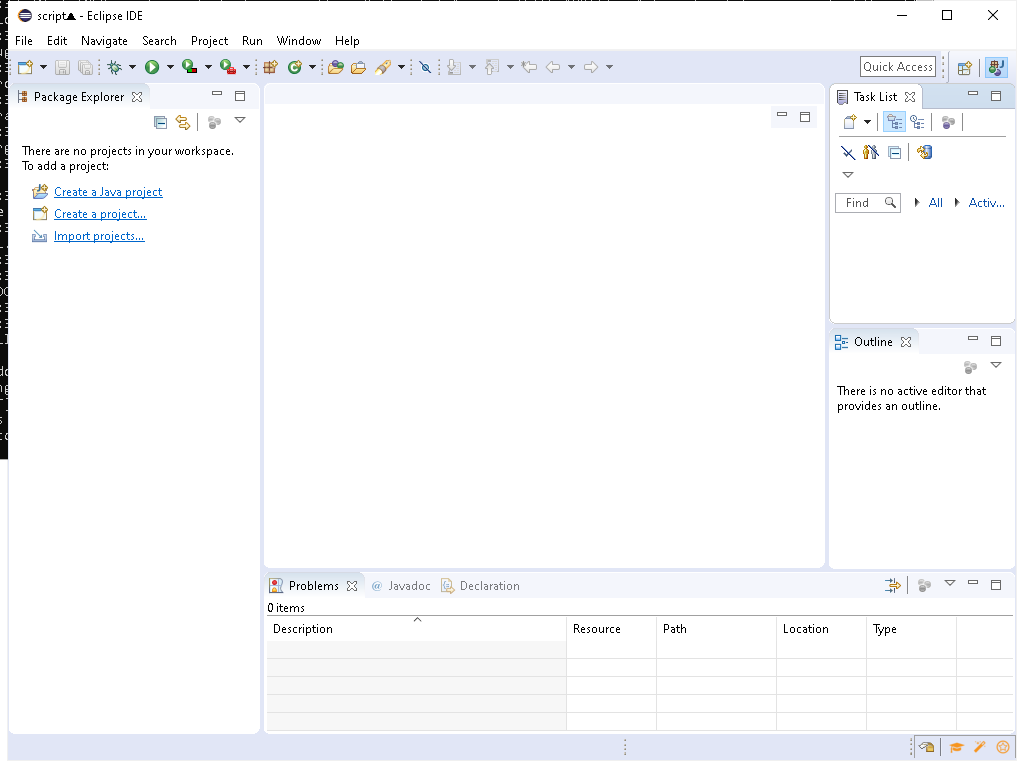 script▲ - Eclipse IDE
File Edit Navigate Search Project Run Window Help
Quick Access
Package Explorer
There are no projects in your workspace.
To add a project:
Create a Java project
Create a project...
Import projects...
Task List
Find
All
Activ...
Outline
There is no active editor that
provides an outline.
Problems @ Javadoc Declaration
0 items
Description Resource Path Location Type